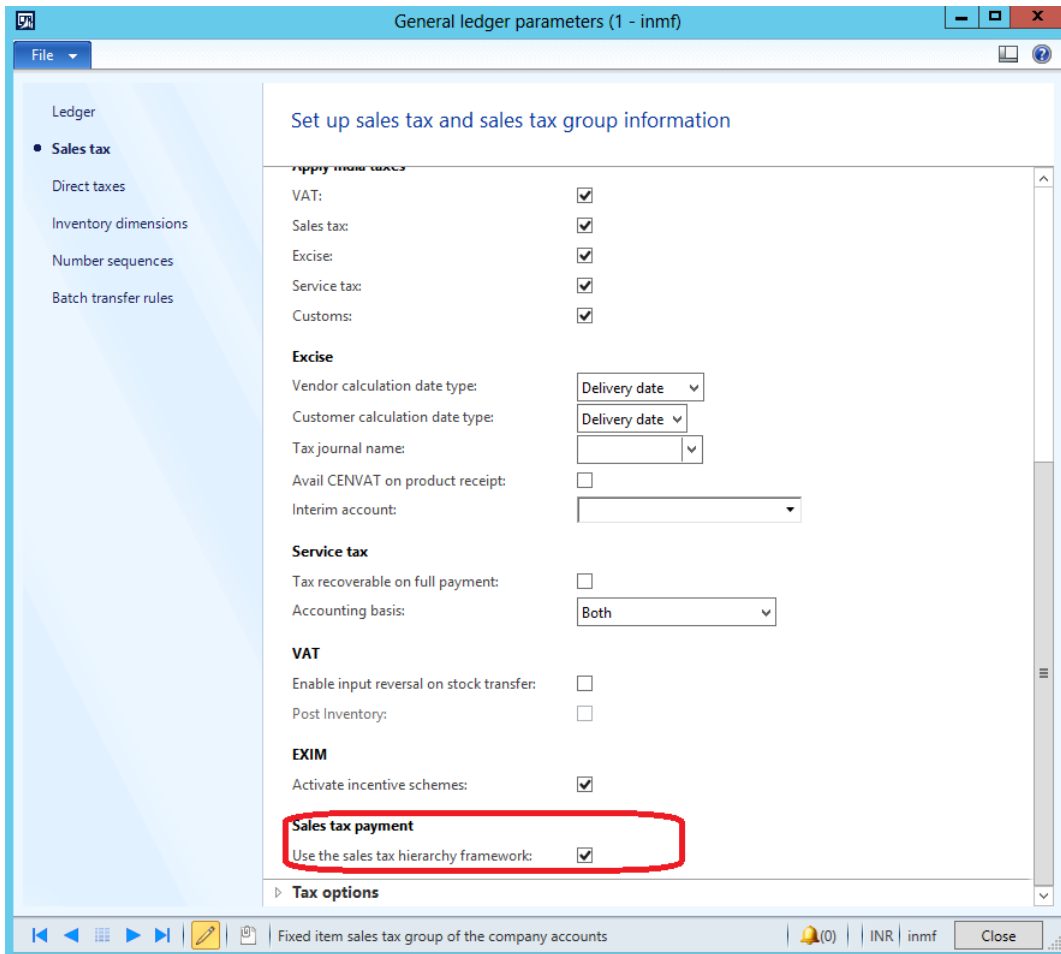 General ledger parameters (1 - inmf)
File
Ledger
Sales tax
Direct taxes
Inventory dimensions
Number sequences
Batch transfer rules
Set up sales tax and sales tax group information
Apply India taxes
VAT:
Sales tax:
Excise:
Service tax:
Customs:
Excise
Vendor calculation date type: Delivery date
Customer calculation date type: Delivery date
Tax journal name:
Avail CENVAT on product receipt:
Interim account:
Service tax
Tax recoverable on full payment:
Accounting basis: Both
VAT
Enable input reversal on stock transfer:
Post Inventory:
EXIM
Activate incentive schemes:
Sales tax payment
Use the sales tax hierarchy framework:
Tax options
Fixed item sales tax group of the company accounts (0) INR inmf Close